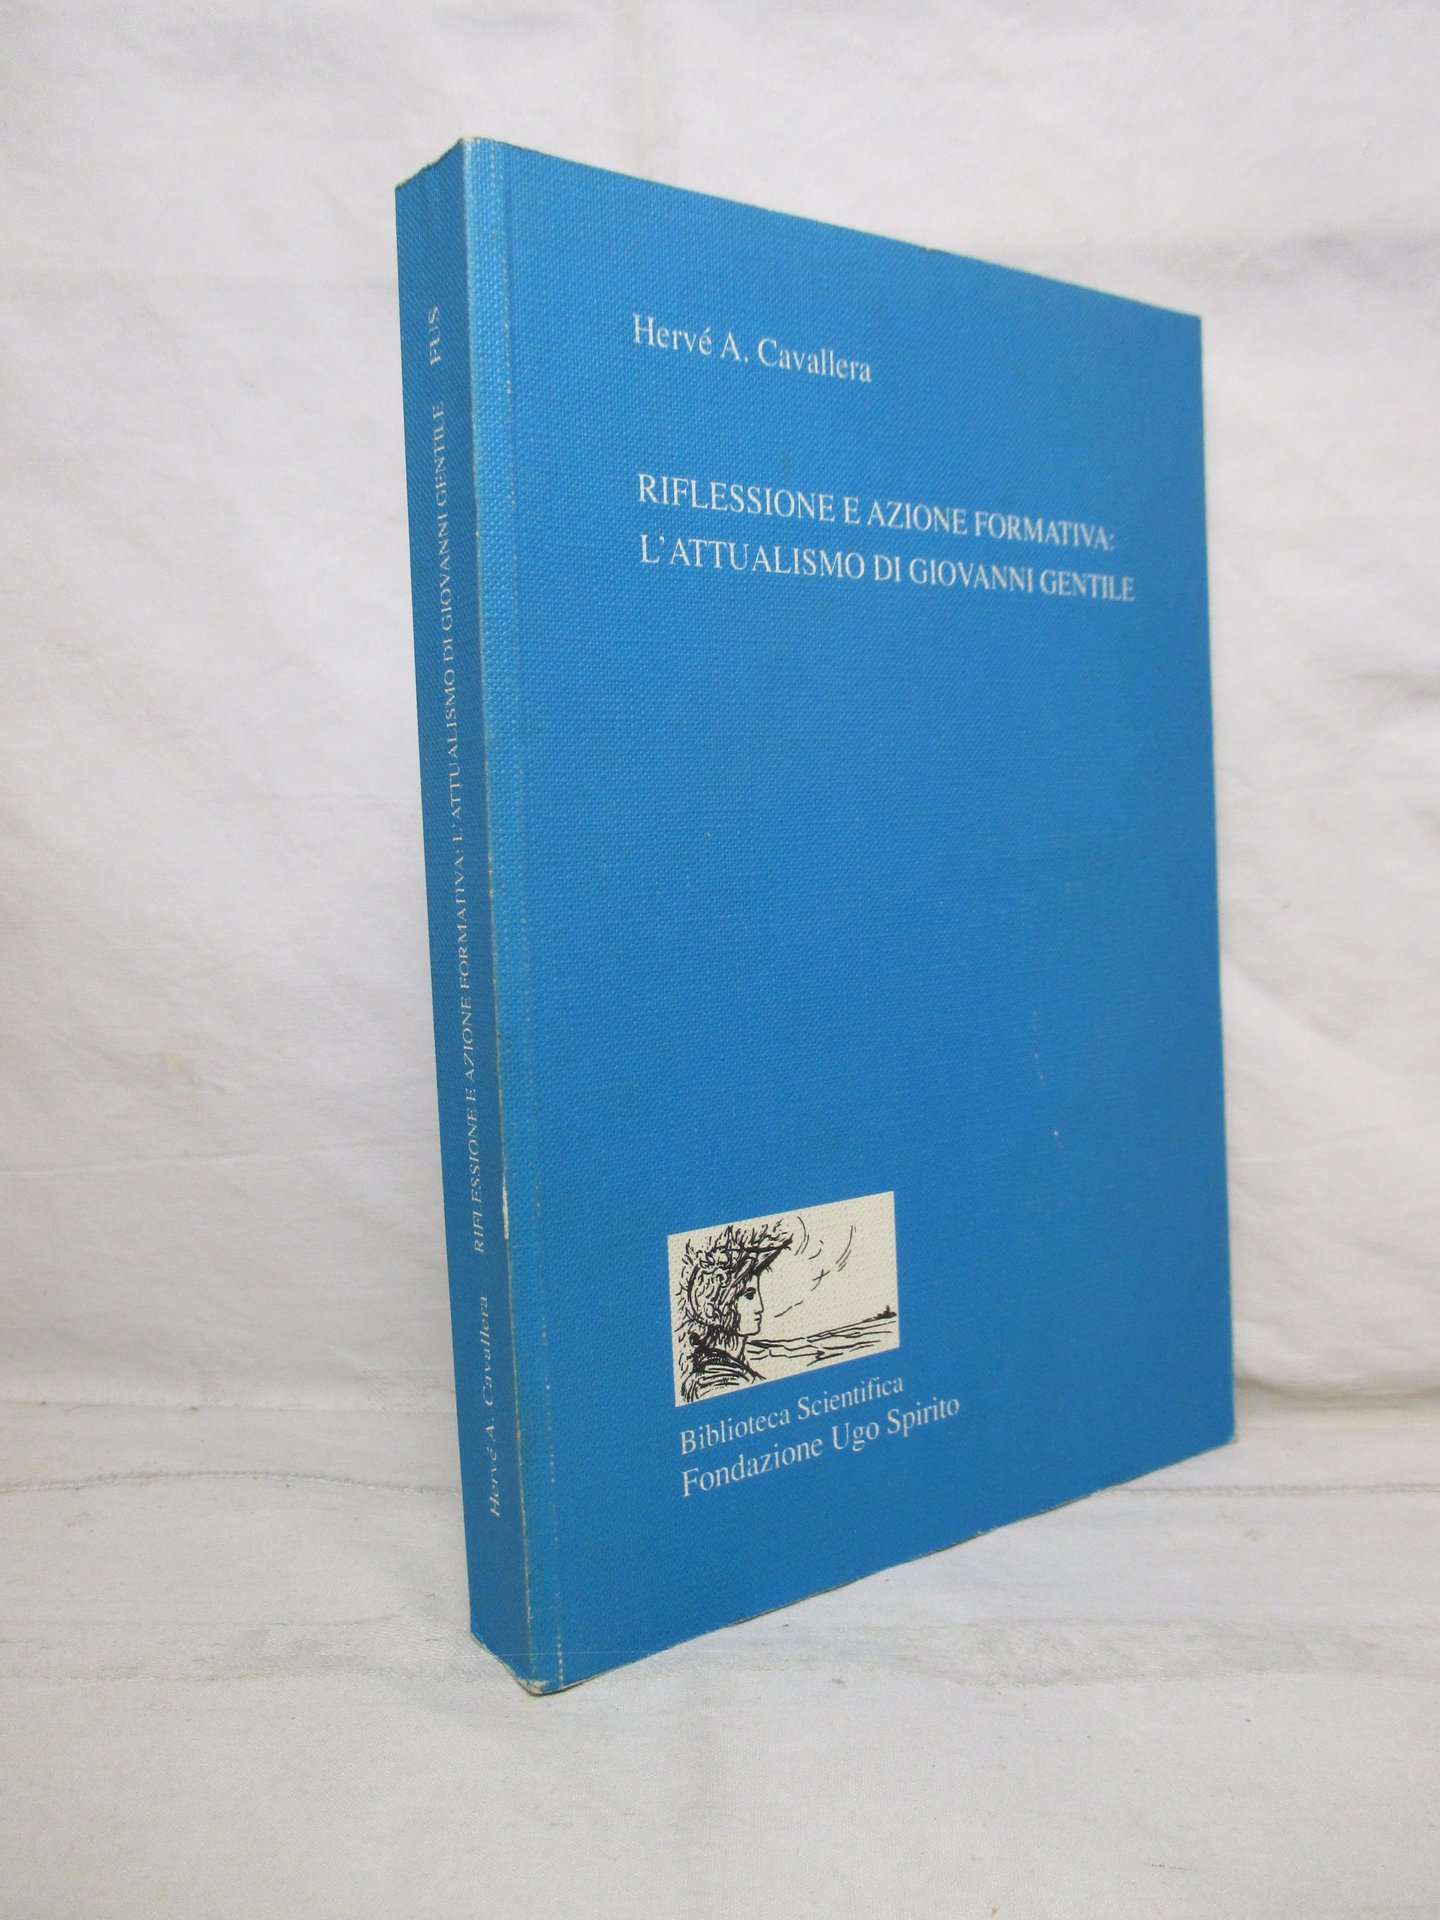 Hervé A. Cavallera
RIFLESSIONE E AZIONE FORMATIVA:
L'ATTUALISMO DI GIOVANNI GENTILE
Biblioteca Scientifica
Fondazione Ugo Spirito
Hervé A. Cavallera RIFLESSIONE E AZIONE FORMATIVA: L'ATTUALISMO DI GIOVANNI GENTILE FUS